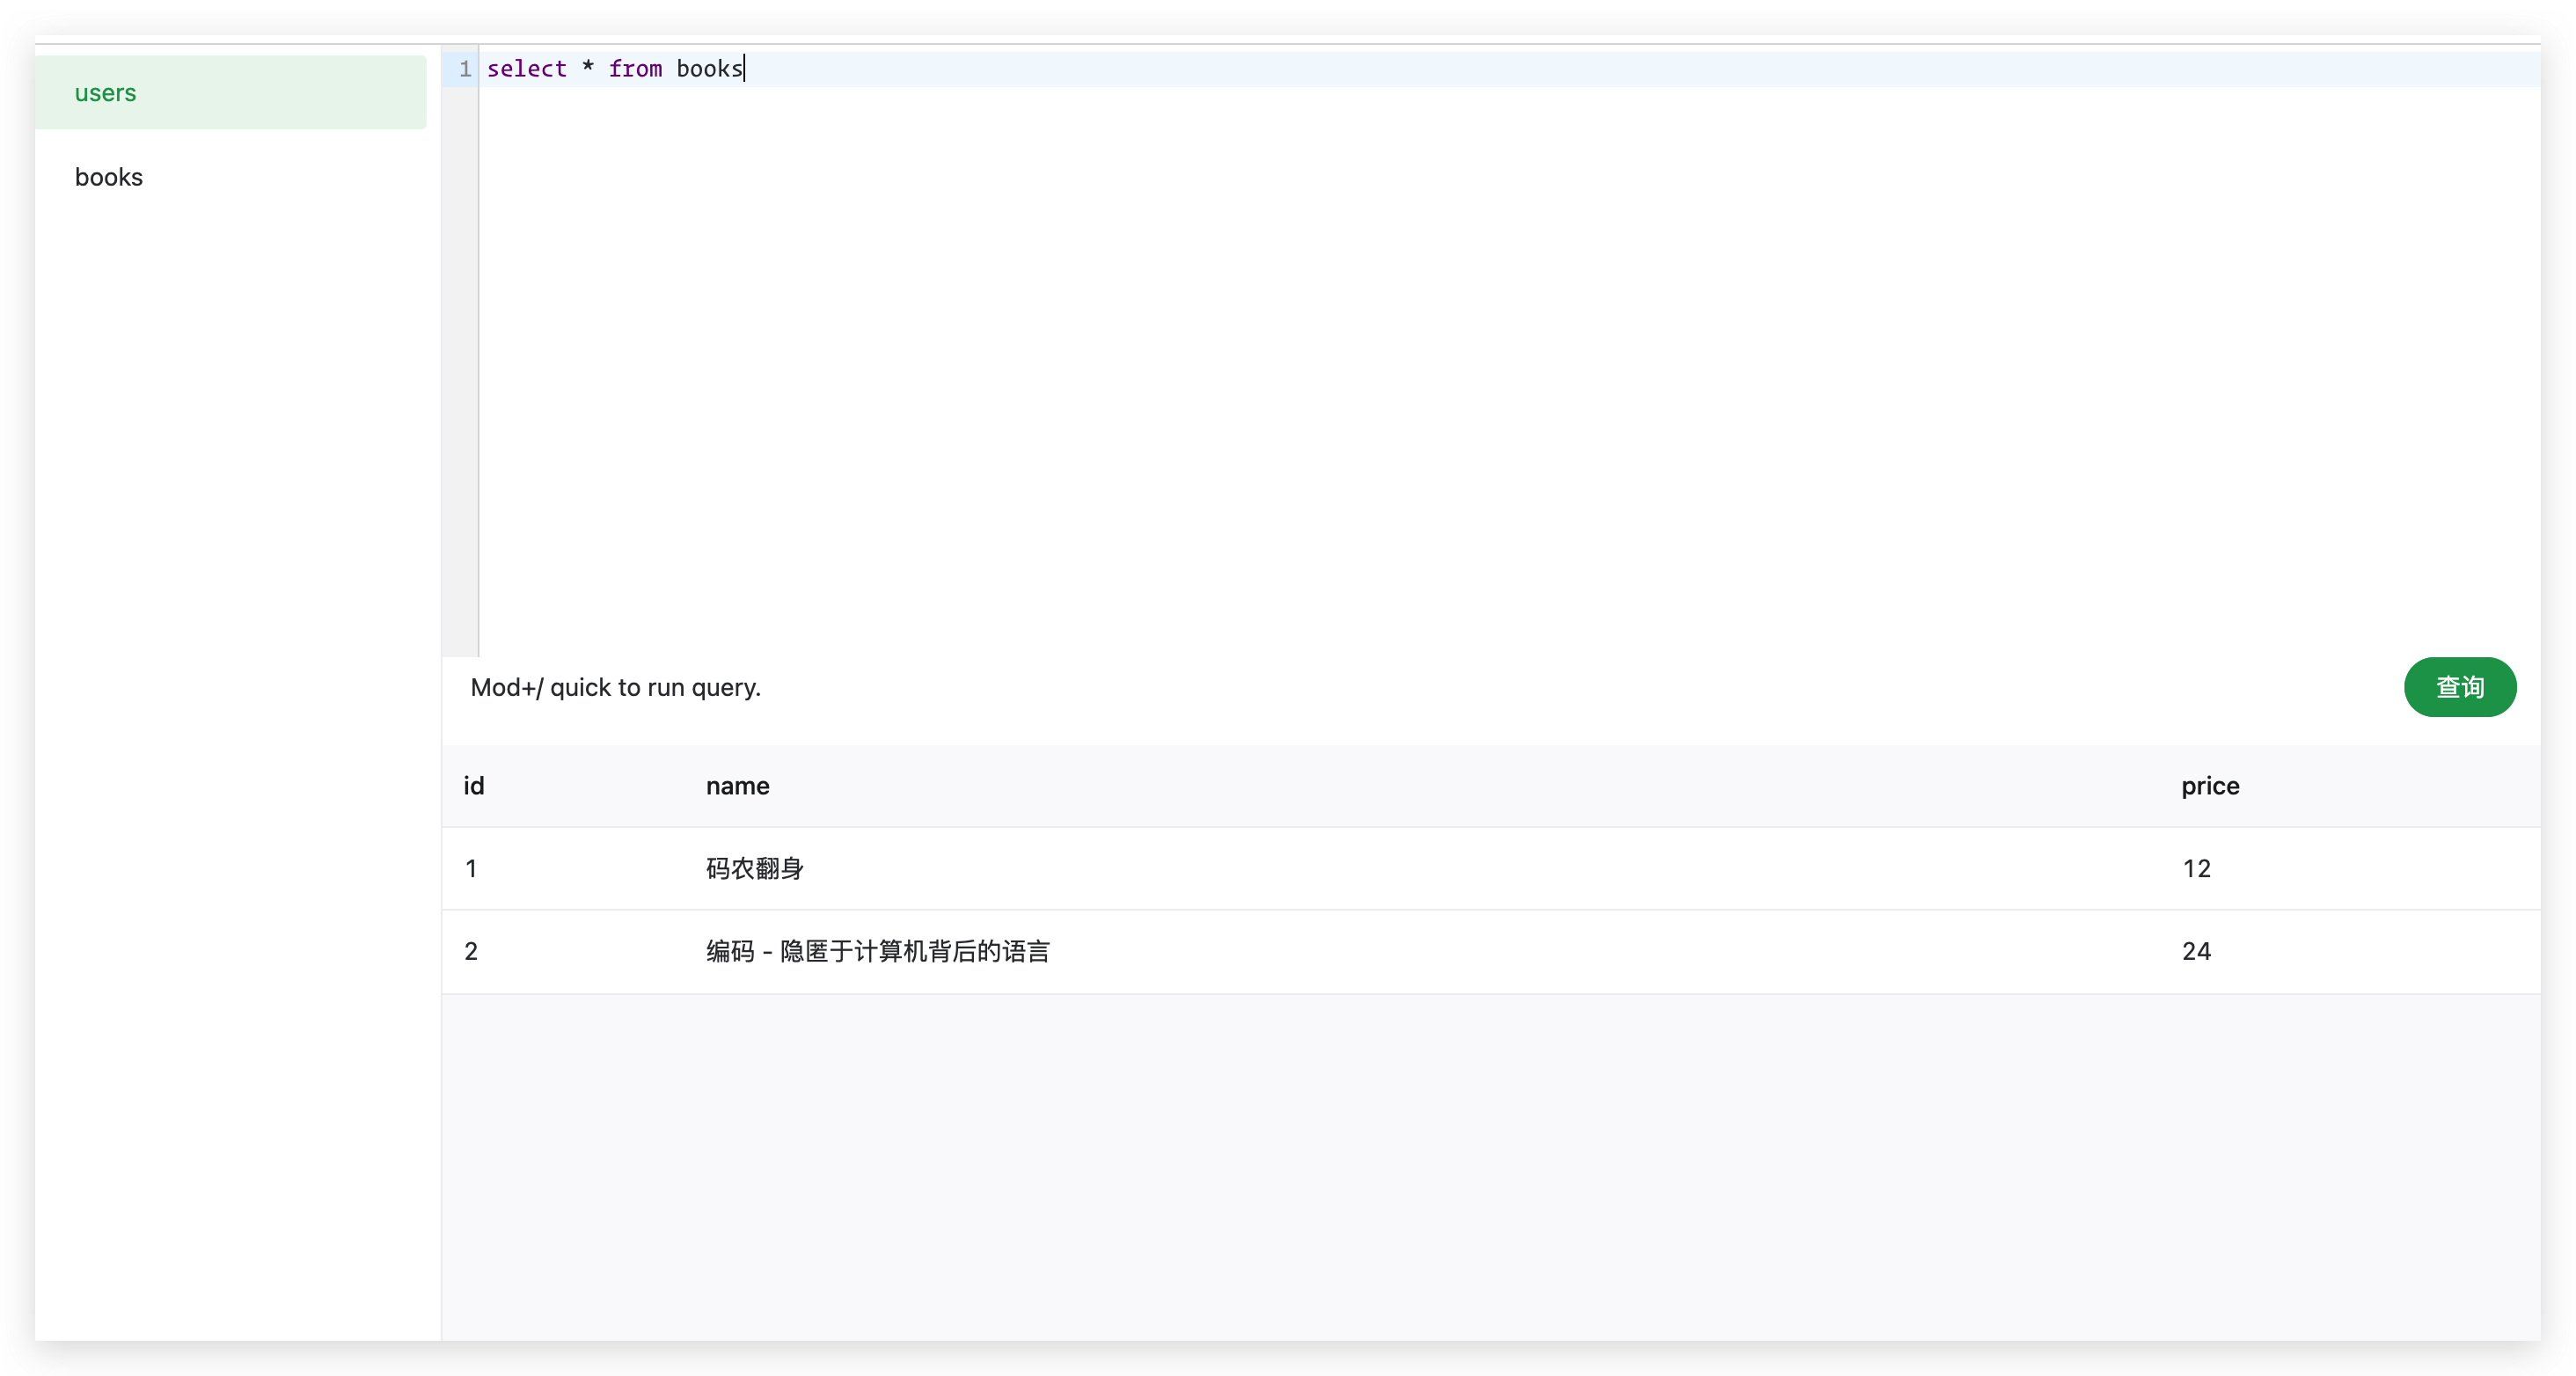 users
books
1 select * from books
Mod+/ quick to run query.
查询
id name price
1 码农翻身 12
2 编码 - 隐匿于计算机背后的语言 24